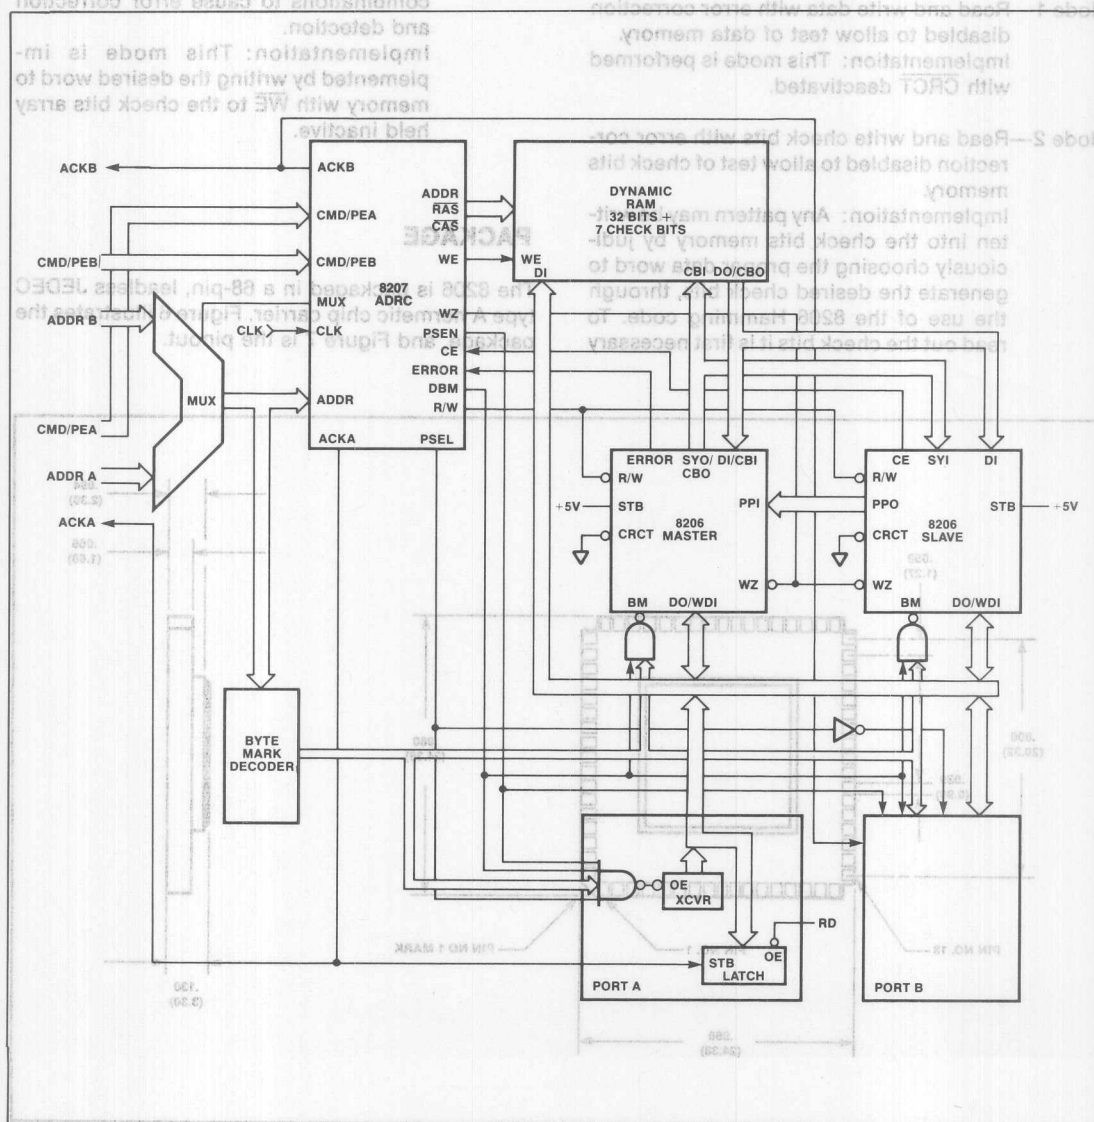 Mode 1—Read and write data with error correction
disabled to allow test of data memory.
Implementation: This mode is performed
with CRCT deactivated.
Mode 2—Read and write check bits with error cor-
rection disabled to allow test of check bits
memory.
Implementation: Any pattern may be writ-
ten into the check bits memory by judi-
ciously choosing the proper data word to
generate the desired check bits, through
the use of the 8206 Hamming code. To
read out the check bits it is first necessary
combinations to cause error correction
and detection.
Implementation: This mode is im-
plemented by writing the desired word to
memory with WE to the check bits array
held inactive.
PACKAGE
The 8206 is packaged in a 68-pin, leadless JEDEC
type A hermetic chip carrier. Figure 6 illustrates the
package, and Figure 7 is the pinout.
ACKB
CMD/PEB
ADDR B
CMD/PEA
ADDR A
ACKA
MUX
ACKB
CMD/PEA
CMD/PEB
MUX
CLK
CLK
ADDR
ACKA
8207
ADRC
ADDR
RAS
CAS
WE
WZ
PSEN
CE
ERROR
DBM
R/W
PSEL
DYNAMIC
RAM
32 BITS +
7 CHECK BITS
WE
DI
CBI
DO/CBO
ERROR
SYO/
CBO
DI/CBI
R/W
+5V
STB
CRCT
PPI
8206
MASTER
WZ
BM
DO/WDI
CE
SYI
DI
R/W
PPO
STB
+5V
CRCT
8206
SLAVE
WZ
BM
DO/WDI
BYTE
MARK
DECODER
OE
XCVR
RD
STB
OE
LATCH
PORT A
PORT B
PIN NO 1 MARK
PIN NO. 1
PIN NO. 18
.130
(3.30)
.960
(24.38)